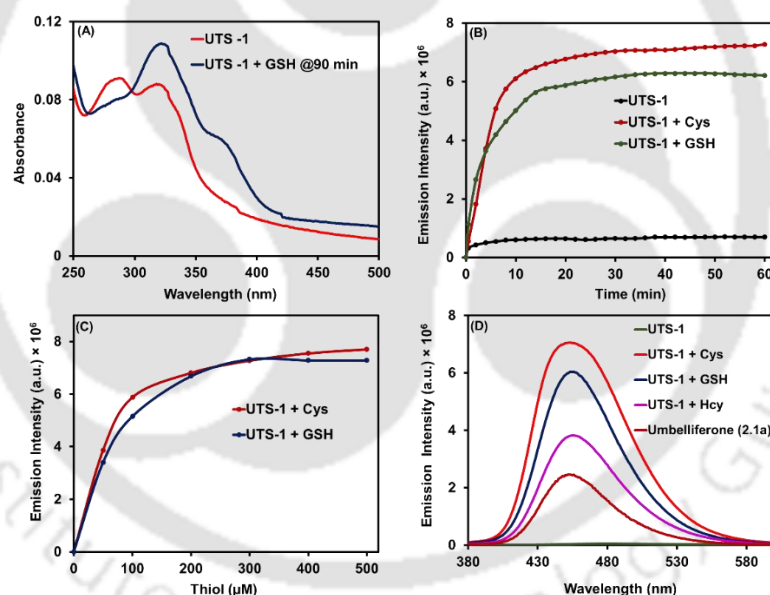 (A)
UTS -1
UTS -1 + GSH @90 min
0.12
0.08
0.04
0
Absorbance
250 300 350 400 450 500
Wavelength (nm)
(B)
UTS-1
UTS-1 + Cys
UTS-1 + GSH
8
6
4
2
0
Emission Intensity (a.u.) × 10⁶
0 10 20 30 40 50 60
Time (min)
(C)
UTS-1 + Cys
UTS-1 + GSH
8
6
4
2
0
Emission Intensity (a.u.) × 10⁶
0 100 200 300 400 500
Thiol (µM)
(D)
UTS-1
UTS-1 + Cys
UTS-1 + GSH
UTS-1 + Hcy
Umbelliferone (2.1a)
8
6
4
2
0
Emission Intensity (a.u.) × 10⁶
380 430 480 530 580
Wavelength (nm)